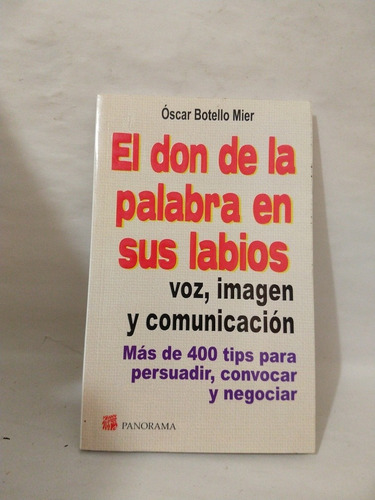 Óscar Botello Mier
El don de la
palabra en
sus labios
voz, imagen
y comunicación
Más de 400 tips para
persuadir, convocar
y negociar
PANORAMA